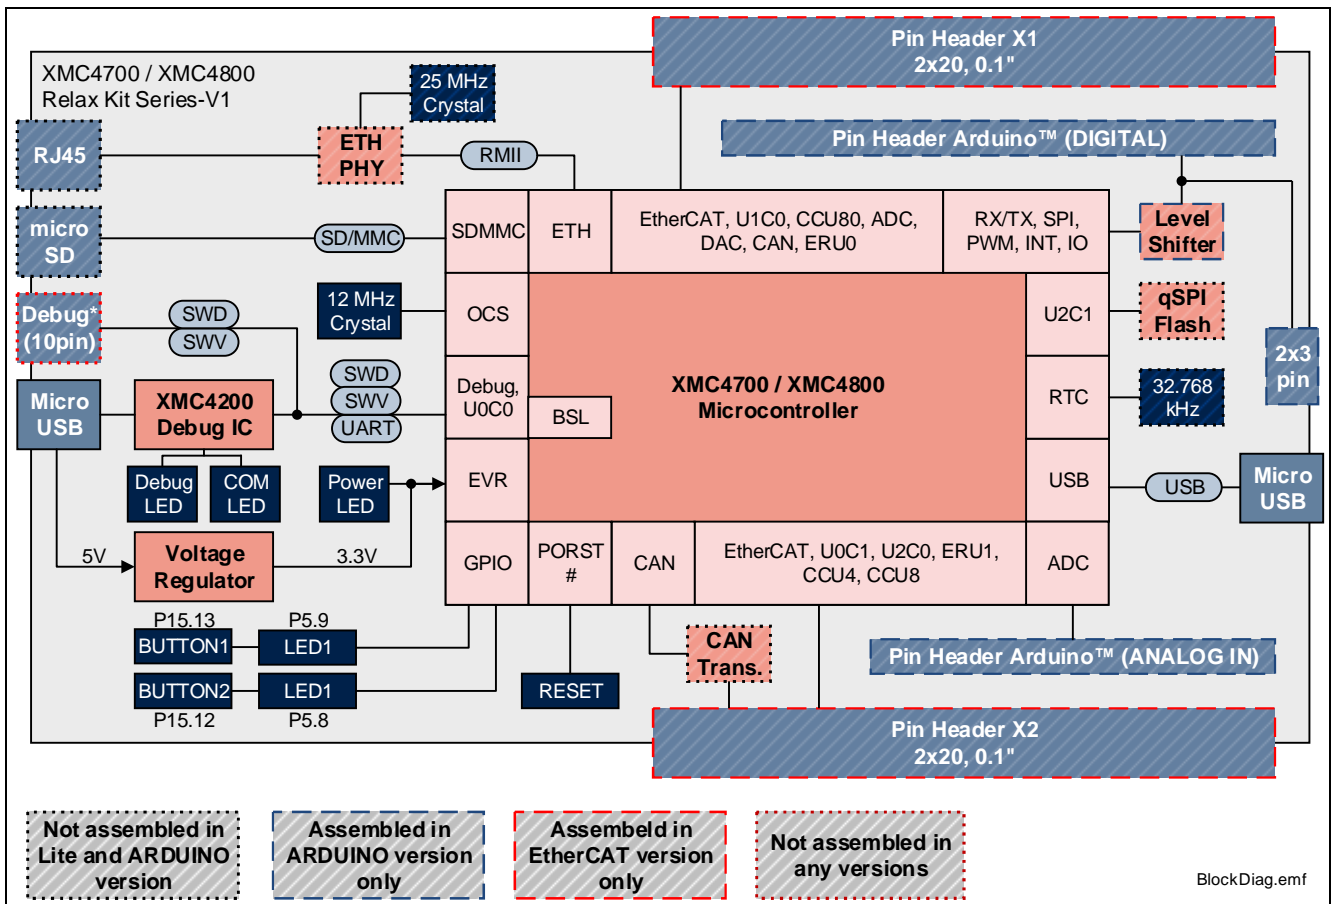 Pin Header X1
2x20, 0.1"
XMC4700 / XMC4800
Relax Kit Series-V1
25 MHz
Crystal
Pin Header Arduino™ (DIGITAL)
RJ45
ETH
PHY
RMII
micro
SD
SD/MMC
SDMMC
ETH
EtherCAT, U1C0, CCU80, ADC,
DAC, CAN, ERU0
RX/TX, SPI,
PWM, INT, IO
Level
Shifter
Debug*
(10pin)
SWD
SWV
12 MHz
Crystal
OCS
U2C1
qSPI
Flash
2x3
pin
Micro
USB
XMC4200
Debug IC
SWD
SWV
UART
Debug,
U0C0
BSL
XMC4700 / XMC4800
Microcontroller
RTC
32.768
kHz
Debug
LED
COM
LED
Power
LED
EVR
USB
USB
Micro
USB
5V
Voltage
Regulator
3.3V
GPIO
PORST
#
CAN
EtherCAT, U0C1, U2C0, ERU1,
CCU4, CCU8
ADC
P15.13
P5.9
BUTTON1
LED1
CAN
Trans.
Pin Header Arduino™ (ANALOG IN)
BUTTON2
LED1
RESET
P15.12
P5.8
Pin Header X2
2x20, 0.1"
Not assembled in
Lite and ARDUINO
version
Assembled in
ARDUINO version
only
Assembeld in
EtherCAT version
only
Not assembled in
any versions
BlockDiag.emf